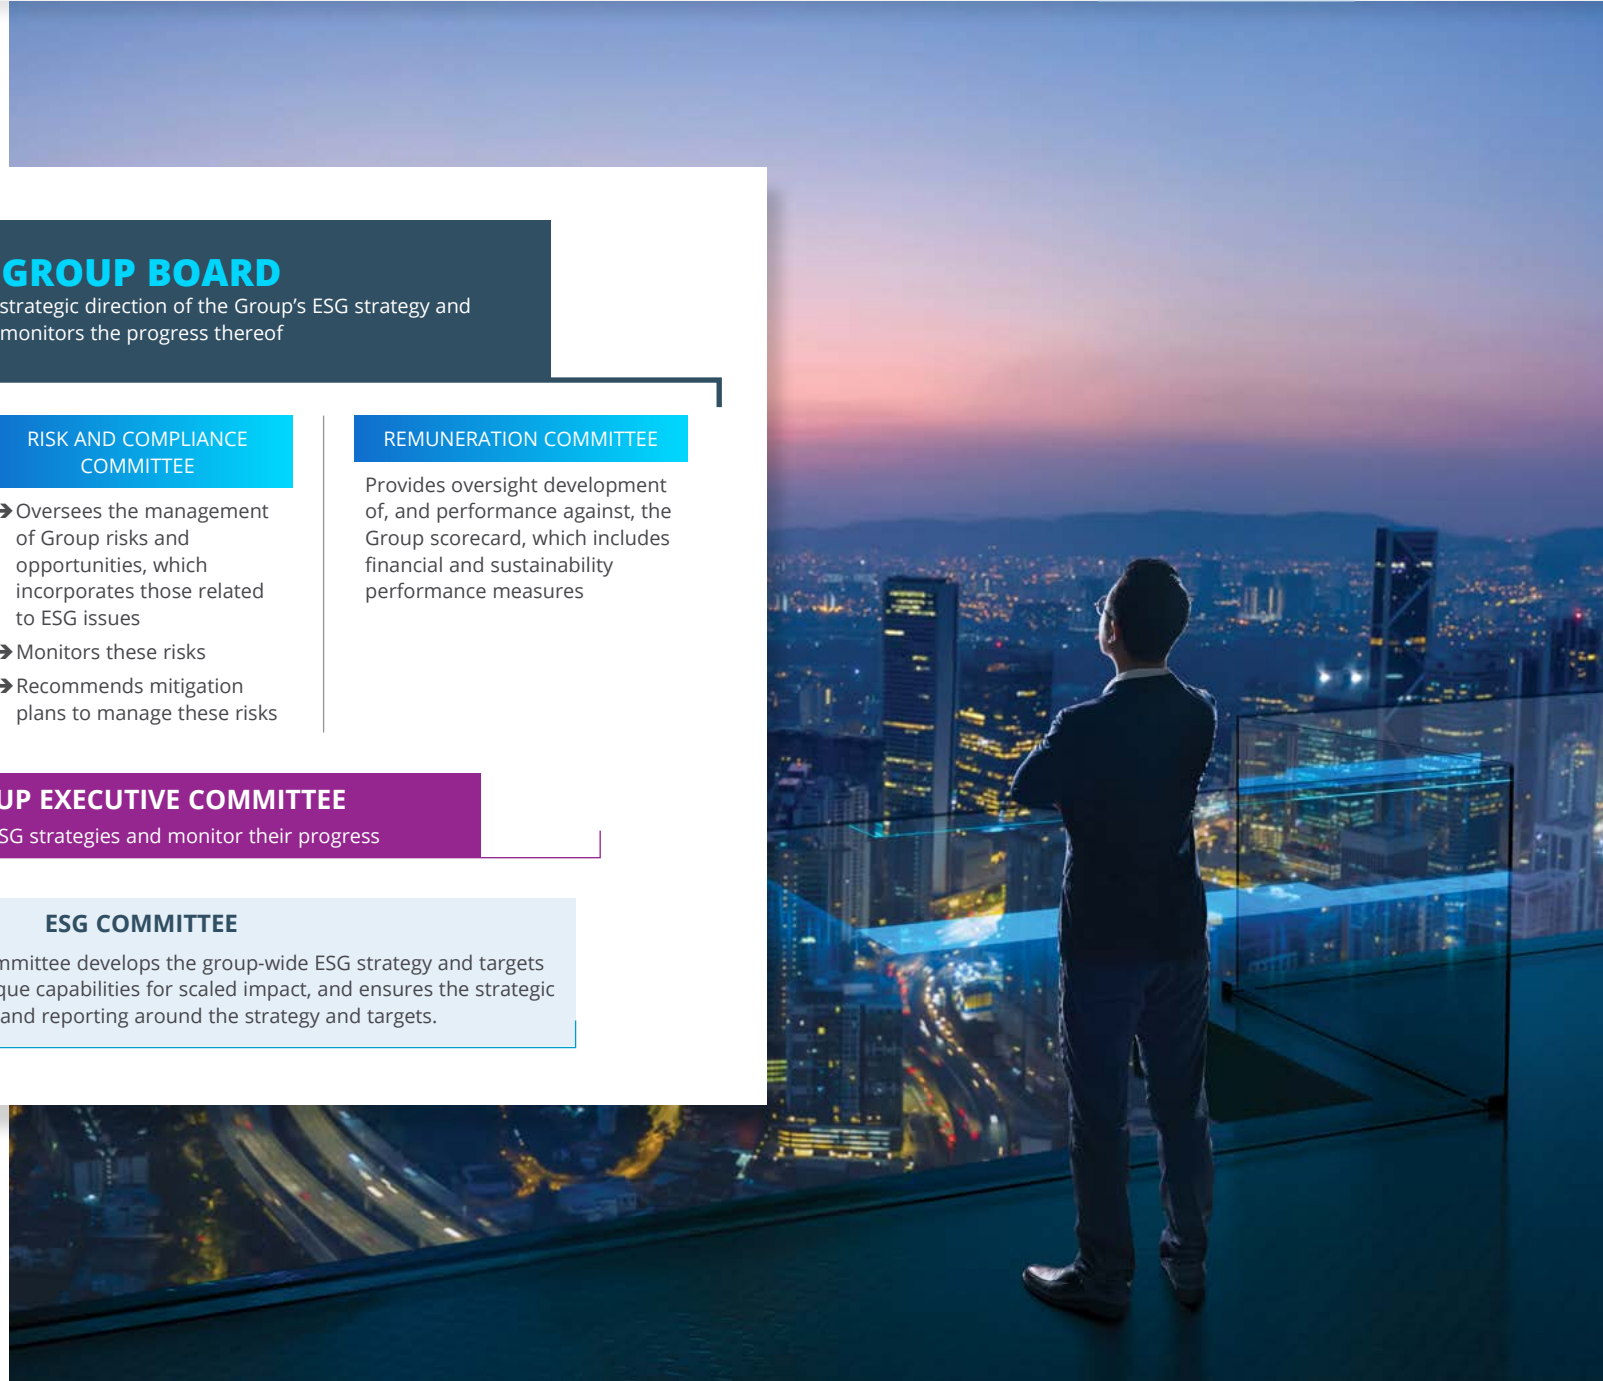 GROUP BOARD
strategic direction of the Group's ESG strategy and
monitors the progress thereof
RISK AND COMPLIANCE
COMMITTEE
➔ Oversees the management
of Group risks and
opportunities, which
incorporates those related
to ESG issues
➔ Monitors these risks
➔ Recommends mitigation
plans to manage these risks
REMUNERATION COMMITTEE
Provides oversight development
of, and performance against, the
Group scorecard, which includes
financial and sustainability
performance measures
UP EXECUTIVE COMMITTEE
SG strategies and monitor their progress
ESG COMMITTEE
mmittee develops the group-wide ESG strategy and targets
que capabilities for scaled impact, and ensures the strategic
and reporting around the strategy and targets.